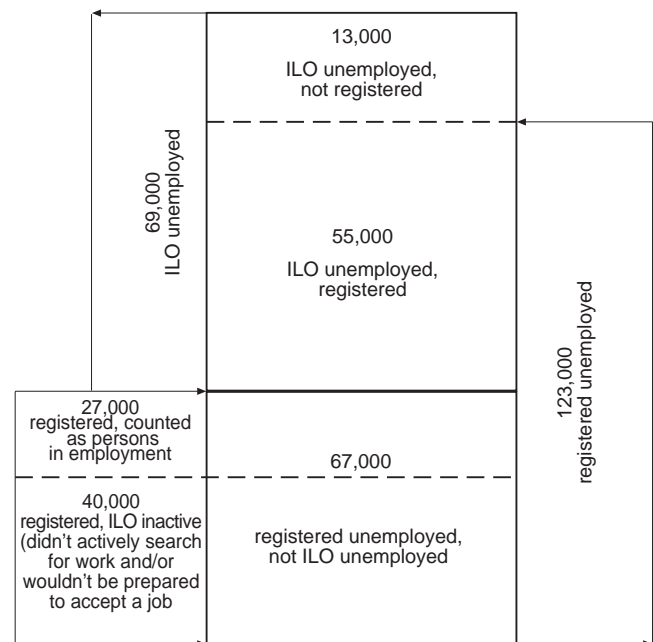 13,000
ILO unemployed,
not registered
69,000
ILO unemployed
55,000
ILO unemployed,
registered
123,000
registered unemployed
27,000
registered, counted
as persons
in employment
67,000
40,000
registered, ILO inactive
(didn't actively search
for work and/or
wouldn't be prepared
to accept a job
registered unemployed,
not ILO unemployed